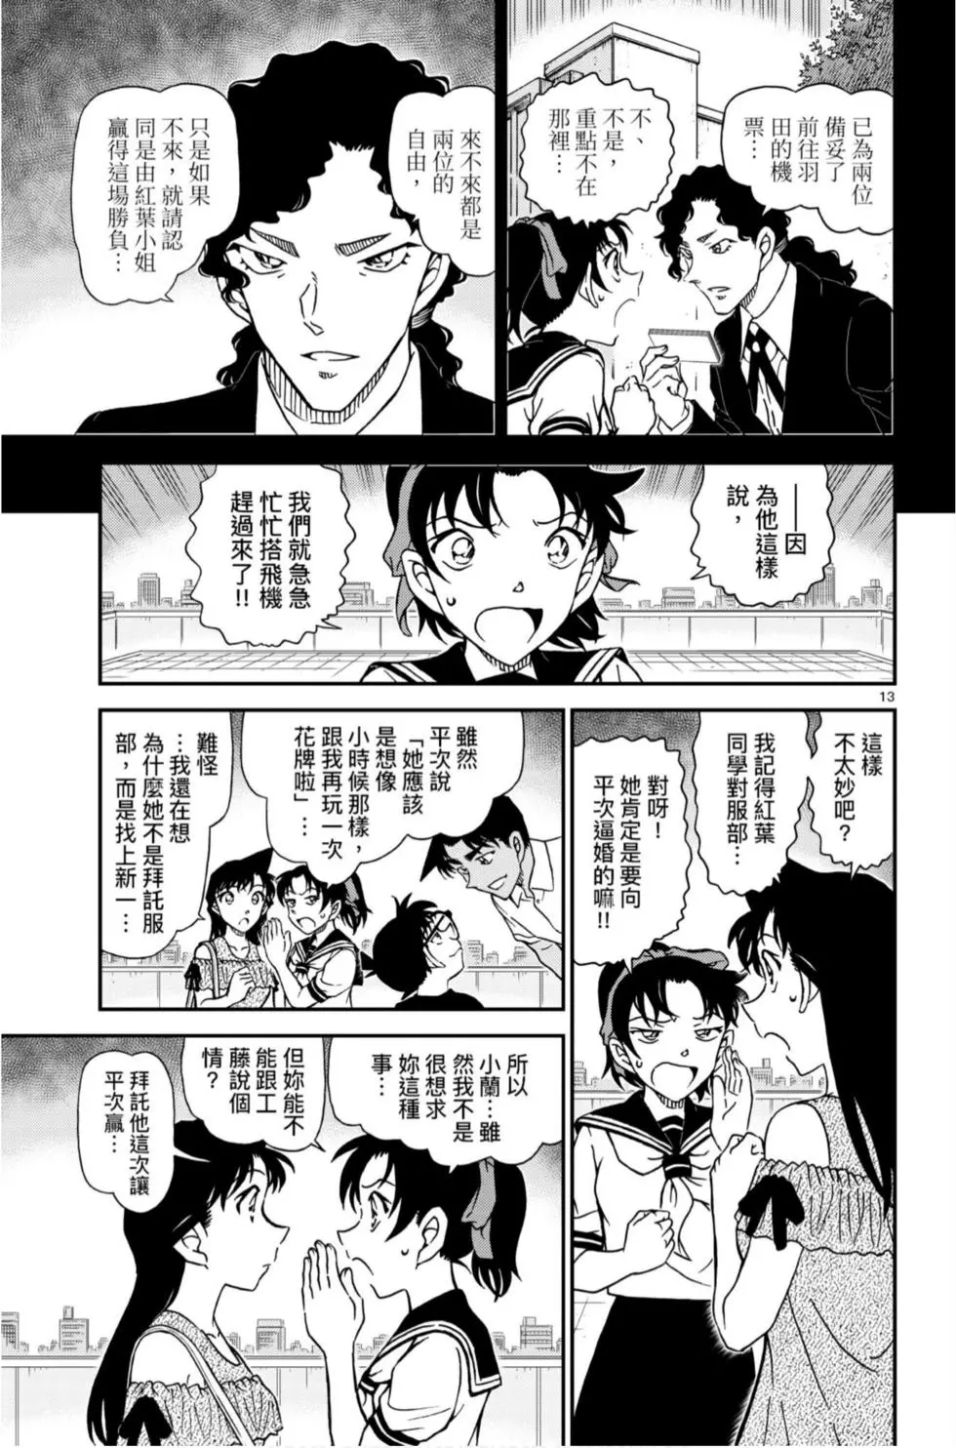 已為兩位
備妥了
前往羽
田的機
票…
不、
不是，
重點不在
那裡…
來不來都是
兩位的
自由，
只是如果
不來，就請認
同是由紅葉小姐
贏得這場勝負…
——因
為他這樣
說，
我們就急急
忙忙搭飛機
趕過來了!!
13
這樣
不太妙吧？
我記得紅葉
同學對服部…
對呀！
她肯定是要向
平次逼婚的嘛!!
雖然
平次說
「她應該
是想像
小時候那樣，
跟我再玩一次
花牌啦」…
難怪
…我還在想
為什麼她不是拜託服
部，而是找上新一…
所以
小蘭…雖
然我不是
很想求
妳這種
事…
但妳能不
能跟工
藤說個
情？
拜託他這次讓
平次贏…